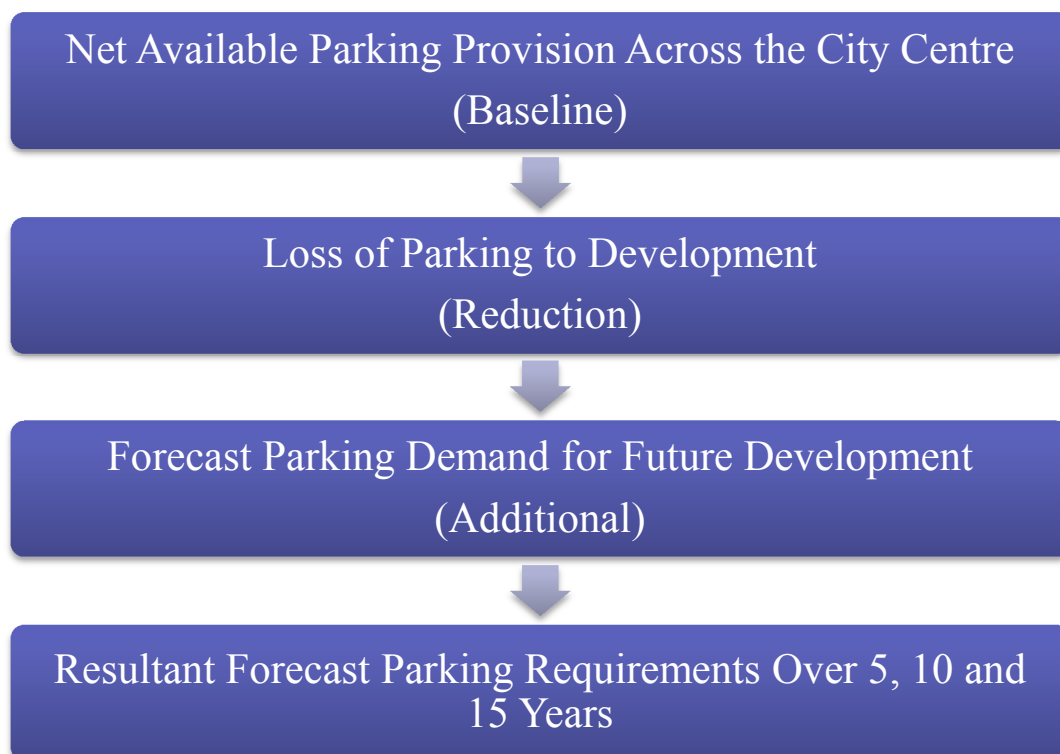 Net Available Parking Provision Across the City Centre
(Baseline)
Loss of Parking to Development
(Reduction)
Forecast Parking Demand for Future Development
(Additional)
Resultant Forecast Parking Requirements Over 5, 10 and
15 Years